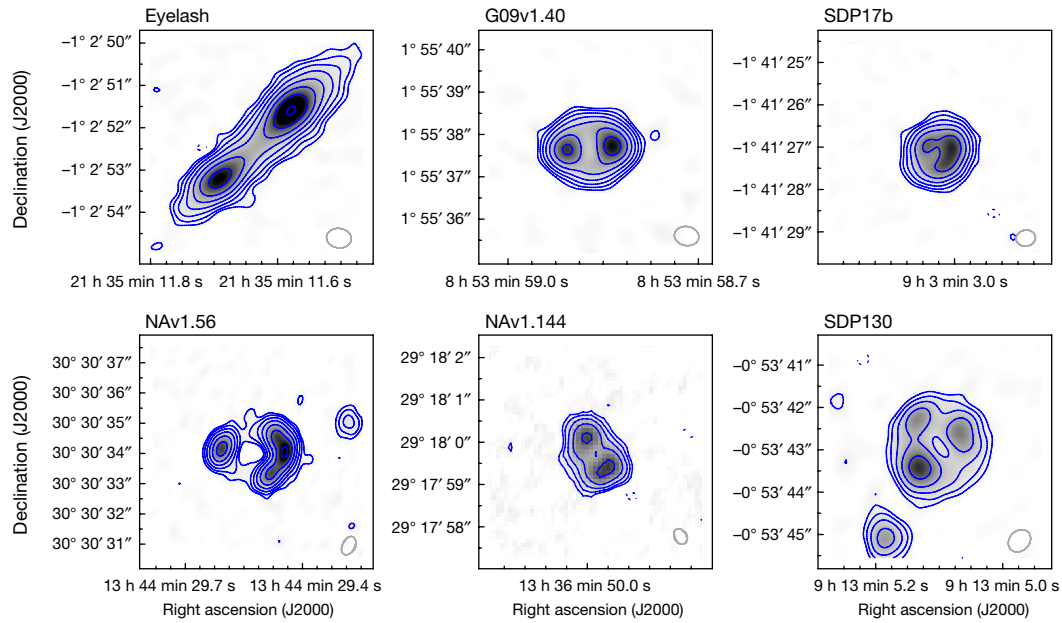 Eyelash
G09v1.40
SDP17b
Declination (J2000)
−1° 2′ 50″
−1° 2′ 51″
−1° 2′ 52″
−1° 2′ 53″
−1° 2′ 54″
21 h 35 min 11.8 s
21 h 35 min 11.6 s
1° 55′ 40″
1° 55′ 38″
1° 55′ 37″
1° 55′ 36″
8 h 53 min 59.0 s
8 h 53 min 58.7 s
−1° 41′ 25″
−1° 41′ 26″
−1° 41′ 27″
−1° 41′ 28″
−1° 41′ 29″
9 h 3 min 3.0 s
NAv1.56
NAv1.144
SDP130
Declination (J2000)
30° 30′ 37″
30° 30′ 36″
30° 30′ 35″
30° 30′ 34″
30° 30′ 33″
30° 30′ 32″
30° 30′ 31″
13 h 44 min 29.7 s
13 h 44 min 29.4 s
Right ascension (J2000)
29° 18′ 2″
29° 18′ 1″
29° 18′ 0″
29° 17′ 59″
29° 17′ 58″
13 h 36 min 50.0 s
Right ascension (J2000)
−0° 53′ 41″
−0° 53′ 42″
−0° 53′ 43″
−0° 53′ 44″
−0° 53′ 45″
9 h 13 min 5.2 s
9 h 13 min 5.0 s
Right ascension (J2000)